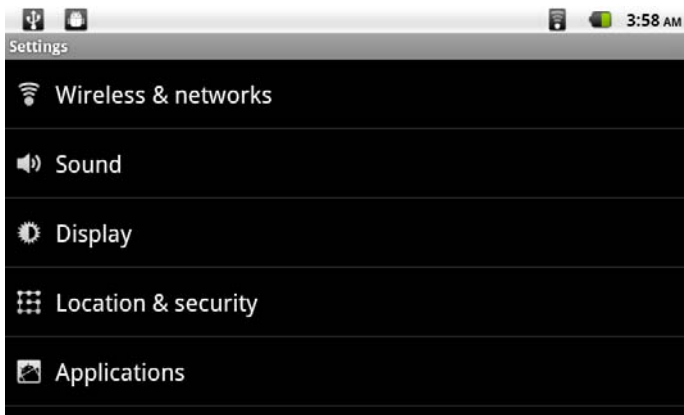 3:58 AM
Settings
Wireless & networks
Sound
Display
Location & security
Applications